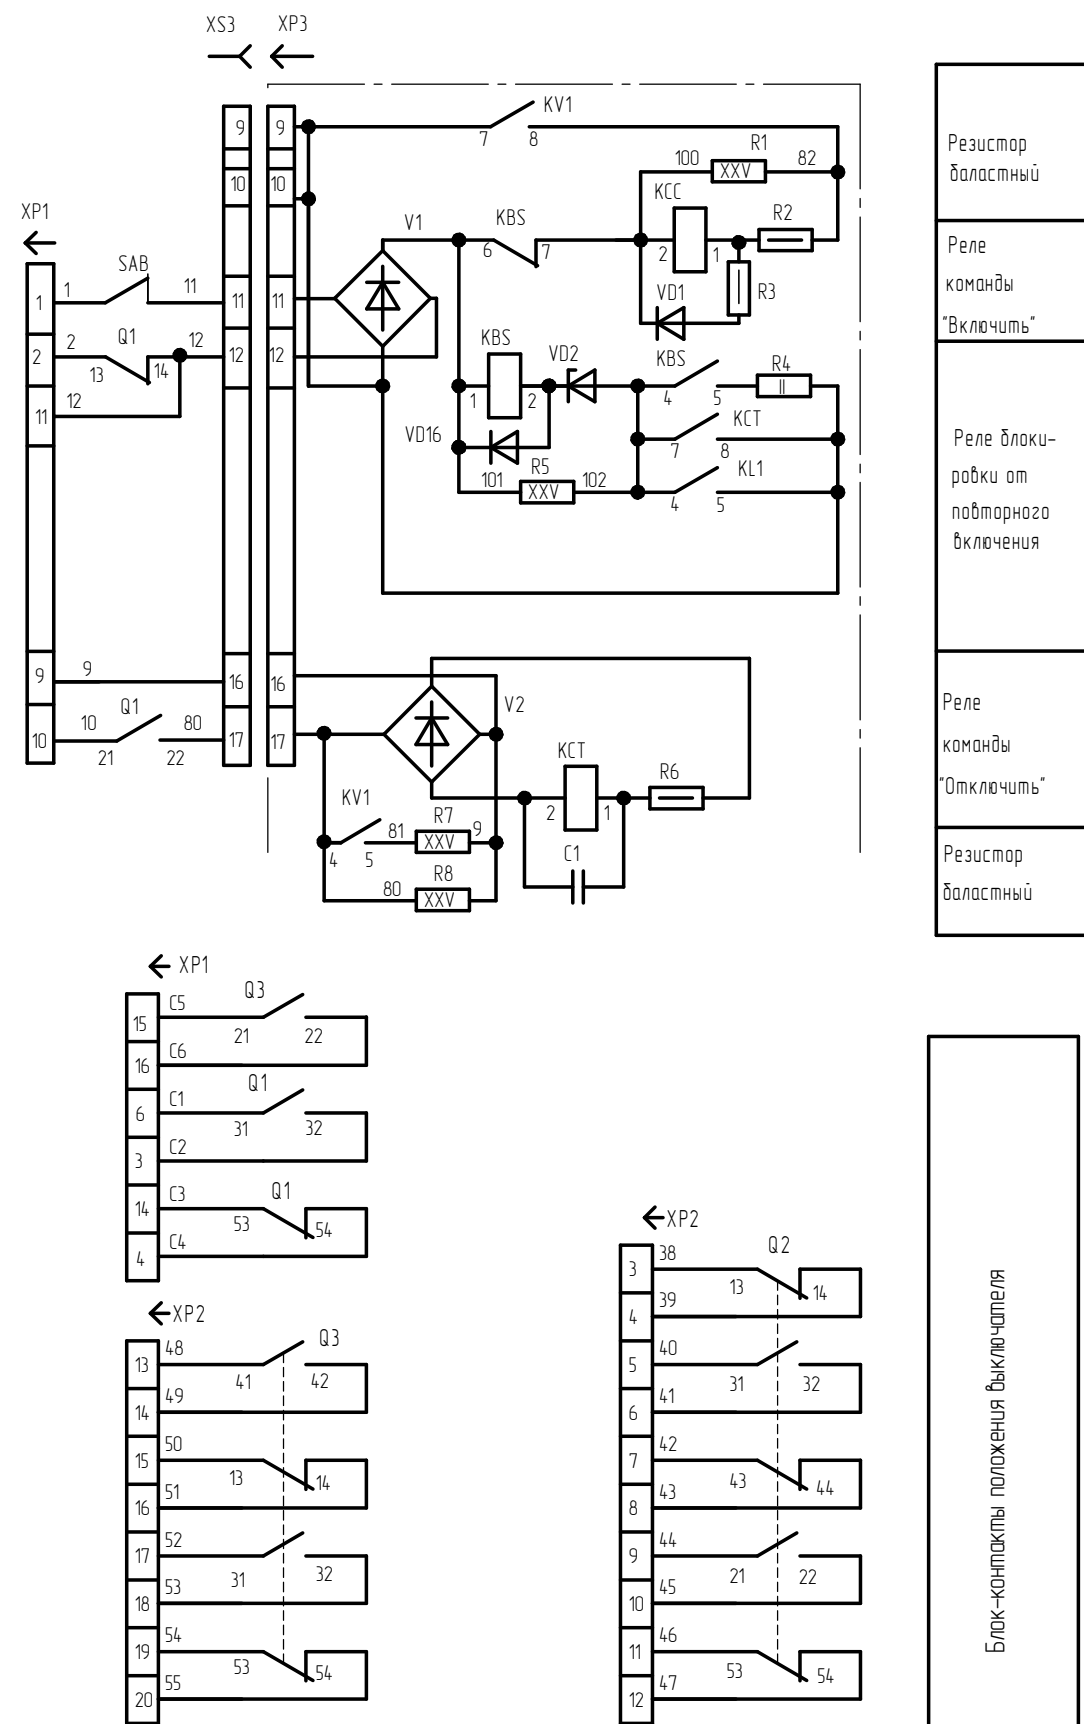 XS3 XP3
9 9 KV1
7 8
R1
100 XXV 82
10 10
KCC
R2
XP1
V1
KBS
6 7
2 1
SAB
1 1 11 11 11
VD1
R3
Q1
2 2 12 12 12
13 14
KBS
VD2
KBS
R4
11 12
1 2
4 5
KCT
VD16
7 8
R5
KL1
101 XXV 102
4 5
9 9 16 16
V2
Q1
10 10 80 17 17
21 22
KCT
R6
KV1
2 1
R7
81 XXV 9
4 5
C1
R8
80 XXV
Резистор
баластный
Реле
команды
"Включить"
Реле блоки-
ровки от
повторного
включения
Реле
команды
"Отключить"
Резистор
баластный
XP1
15 C5 Q3
21 22
16 C6
6 C1 Q1
31 32
3 C2
14 C3 Q1
53 54
4 C4
XP2
13 48 Q3
41 42
14 49
15 50
13 14
16 51
17 52
31 32
18 53
19 54
53 54
20 55
XP2
3 38 Q2
13 14
4 39
5 40
31 32
6 41
7 42
43 44
8 43
9 44
21 22
10 45
11 46
53 54
12 47
Блок-контакты положения выключателя